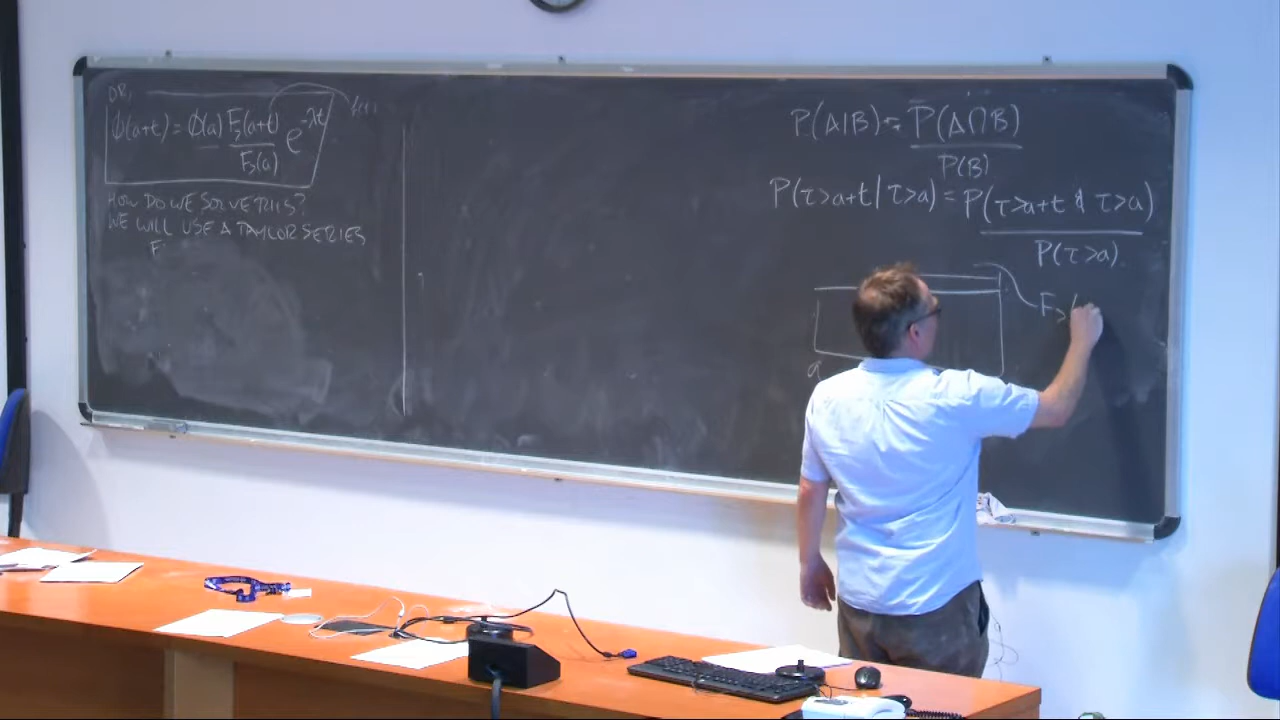 OR,
ϕ(a+t) = ϕ(a) F>(a+t)/F>(a) e^-λt
HOW DO WE SOLVE THIS?
WE WILL USE A TAYLOR SERIES
F
P(A|B) = P(A∩B)/P(B)
P(τ>a+t | τ>a) = P(τ>a+t & τ>a)/P(τ>a)
F>(
a